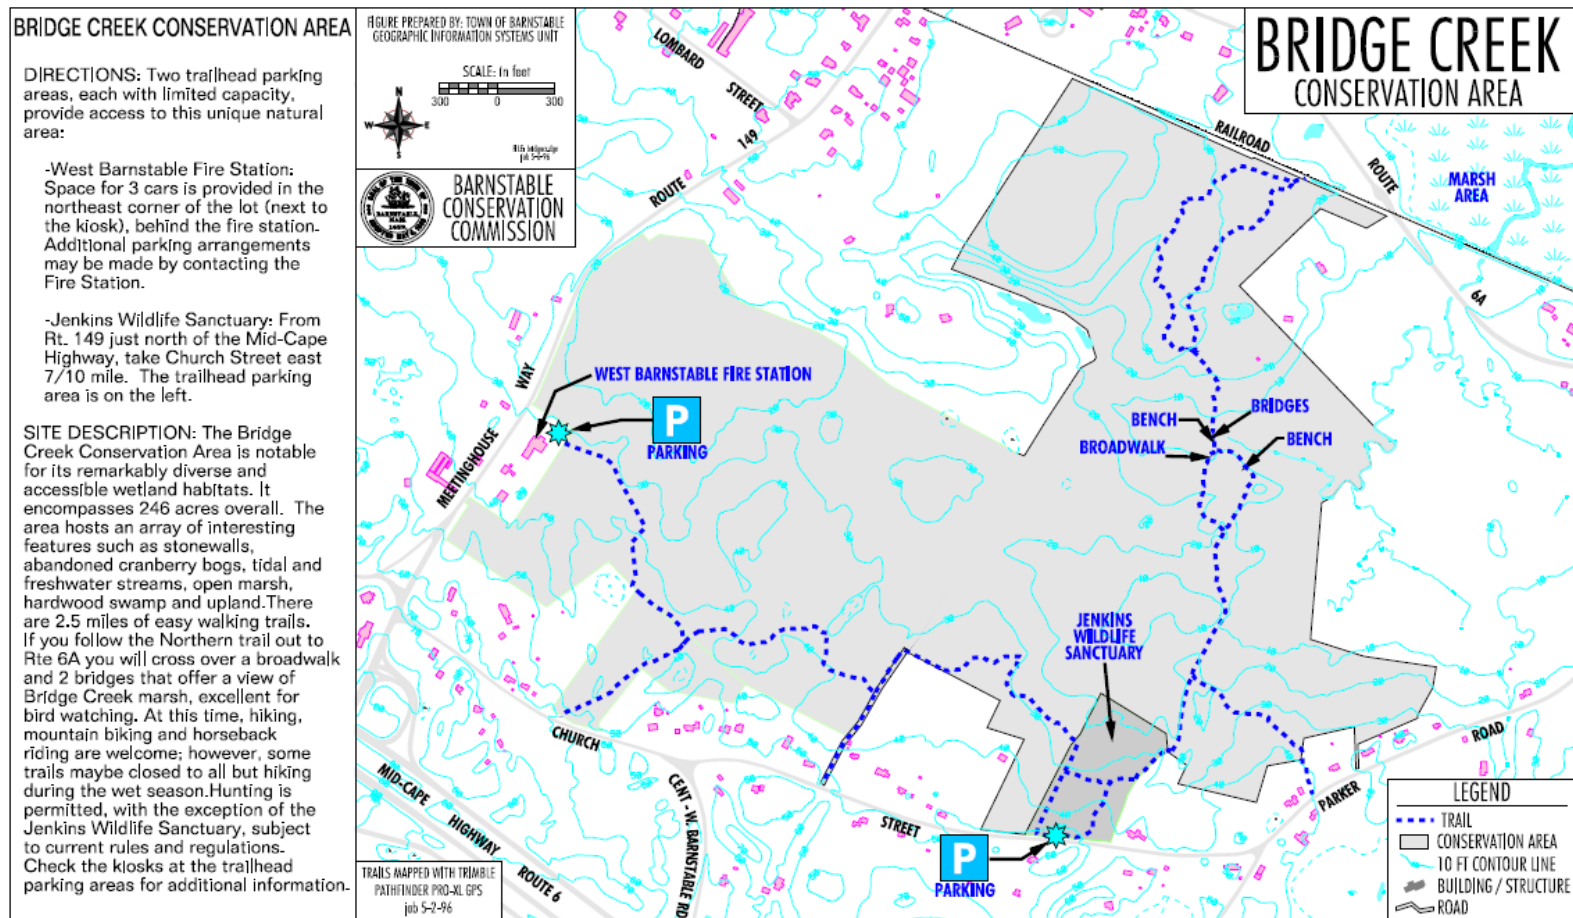 BRIDGE CREEK CONSERVATION AREA
DIRECTIONS: Two trailhead parking
areas, each with limited capacity,
provide access to this unique natural
area:
-West Barnstable Fire Station:
Space for 3 cars is provided in the
northeast corner of the lot (next to
the kiosk), behind the fire station.
Additional parking arrangements
may be made by contacting the
Fire Station.
-Jenkins Wildlife Sanctuary: From
Rt. 149 just north of the Mid-Cape
Highway, take Church Street east
7/10 mile. The trailhead parking
area is on the left.
SITE DESCRIPTION: The Bridge
Creek Conservation Area is notable
for its remarkably diverse and
accessible wetland habitats. It
encompasses 246 acres overall. The
area hosts an array of interesting
features such as stonewalls,
abandoned cranberry bogs, tidal and
freshwater streams, open marsh,
hardwood swamp and upland.There
are 2.5 miles of easy walking trails.
If you follow the Northern trail out to
Rte 6A you will cross over a broadwalk
and 2 bridges that offer a view of
Bridge Creek marsh, excellent for
bird watching. At this time, hiking,
mountain biking and horseback
riding are welcome; however, some
trails maybe closed to all but hiking
during the wet season.Hunting is
permitted, with the exception of the
Jenkins Wildlife Sanctuary, subject
to current rules and regulations.
Check the kiosks at the trailhead
parking areas for additional information.
FIGURE PREPARED BY: TOWN OF BARNSTABLE
GEOGRAPHIC INFORMATION SYSTEMS UNIT
SCALE: in feet
300 0 300
N
W E
S
job 5-2-96
BARNSTABLE
CONSERVATION
COMMISSION
BRIDGE CREEK
CONSERVATION AREA
LOMBARD
STREET
149
ROUTE
RAILROAD
ROUTE
6A
MARSH
AREA
WAY
MEETINGHOUSE
WEST BARNSTABLE FIRE STATION
P
PARKING
BENCH
BRIDGES
BROADWALK
BENCH
JENKINS
WILDLIFE
SANCTUARY
CHURCH
STREET
MID-CAPE
HIGHWAY
ROUTE 6
CENT - W. BARNSTABLE RD
PARKER
ROAD
P
PARKING
TRAILS MAPPED WITH TRIMBLE
PATHFINDER PRO-XL GPS
job 5-2-96
LEGEND
TRAIL
CONSERVATION AREA
10 FT CONTOUR LINE
BUILDING / STRUCTURE
ROAD